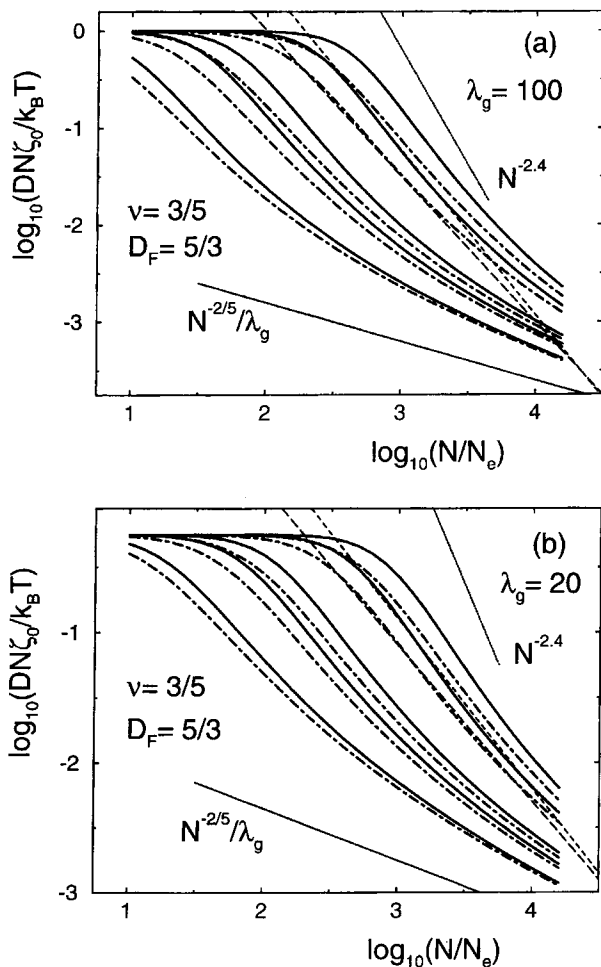 (a)
λg= 100
N-2.4
ν= 3/5
DF= 5/3
N-2/5/λg
log10(DNζ0/kBT)
0
-1
-2
-3
1 2 3 4
log10(N/Ne)
(b)
λg= 20
N-2.4
ν= 3/5
DF= 5/3
N-2/5/λg
log10(DNζ0/kBT)
-1
-2
-3
1 2 3 4
log10(N/Ne)